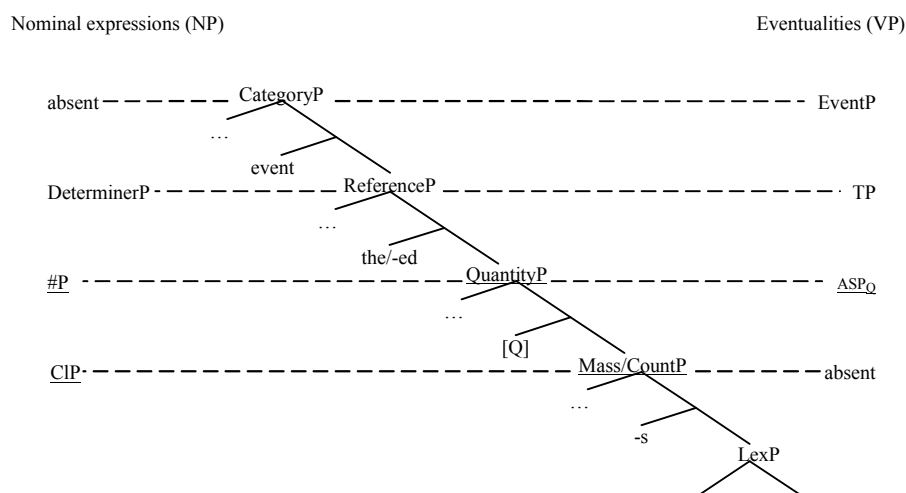 Nominal expressions (NP) Eventualities (VP)
absent CategoryP EventP
…
event
DeterminerP ReferenceP TP
…
the/-ed
#P QuantityP ASPQ
…
[Q]
ClP Mass/CountP absent
…
-s
LexP